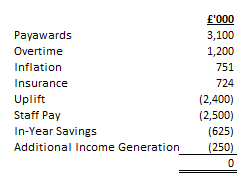 £'000
Payawards 3,100
Overtime 1,200
Inflation 751
Insurance 724
Uplift (2,400)
Staff Pay (2,500)
In-Year Savings (625)
Additional Income Generation (250)
0